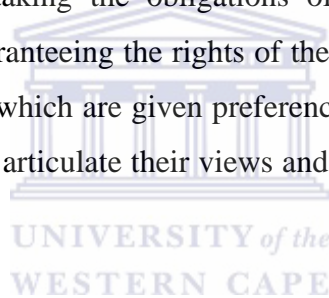 taking the obligations of
ranteeing the rights of the
which are given preferenc
articulate their views and
UNIVERSITY of the
WESTERN CAPE